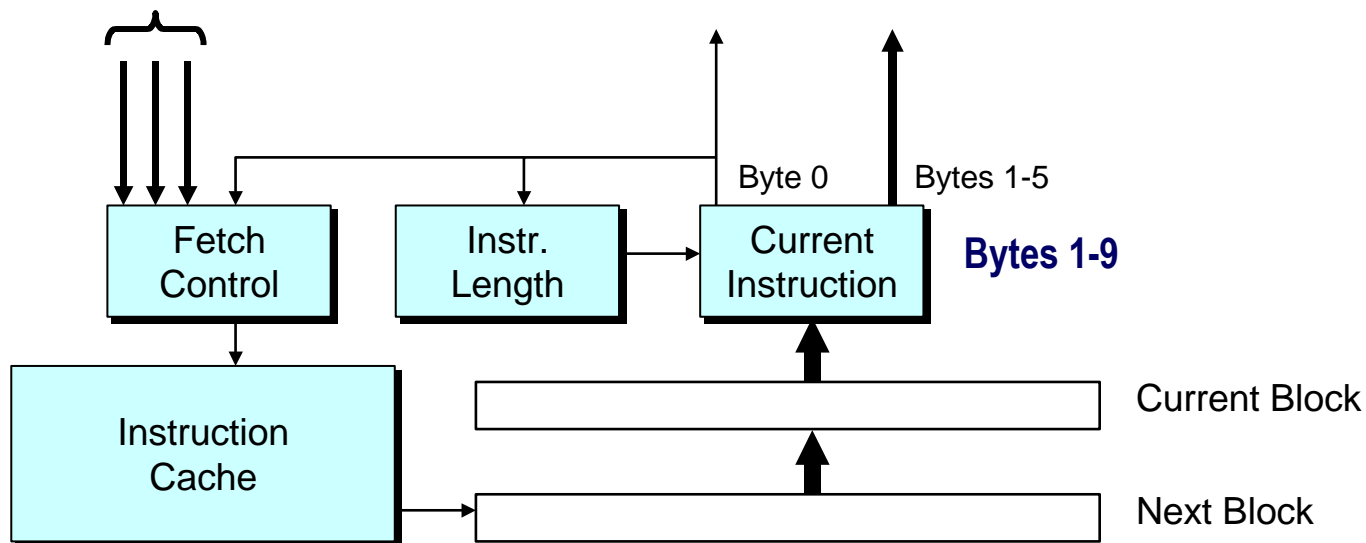 Byte 0
Bytes 1-5
Fetch
Control
Instr.
Length
Current
Instruction
Bytes 1-9
Instruction
Cache
Current Block
Next Block